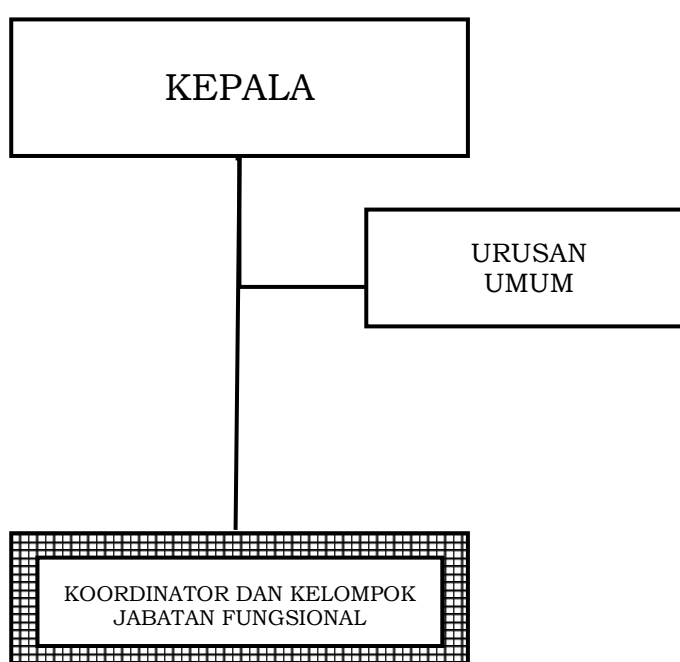 KEPALA
URUSAN
UMUM
KOORDINATOR DAN KELOMPOK
JABATAN FUNGSIONAL